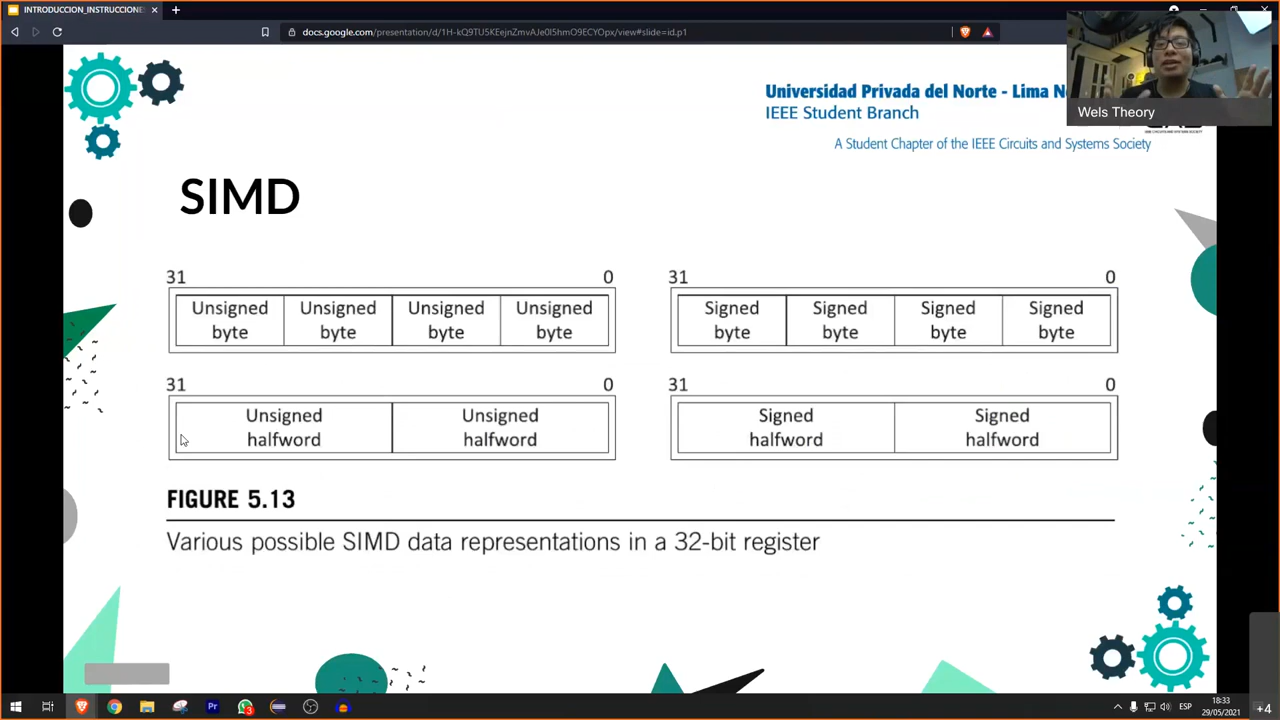 INTRODUCCION_INSTRUCCIONE
docs.google.com/presentation/d/1H-kQ9TU5KEejnZmvAJe0I5hmO9ECYOpx/view#slide=id.p1
Universidad Privada del Norte - Lima No
IEEE Student Branch
Wels Theory
A Student Chapter of the IEEE Circuits and Systems Society
SIMD
31 0 31 0
Unsigned Unsigned Unsigned Unsigned Signed Signed Signed Signed
byte byte byte byte byte byte byte byte
31 0 31 0
Unsigned Unsigned Signed Signed
halfword halfword halfword halfword
FIGURE 5.13
Various possible SIMD data representations in a 32-bit register
3
ESP
18:33
29/05/2021
+4